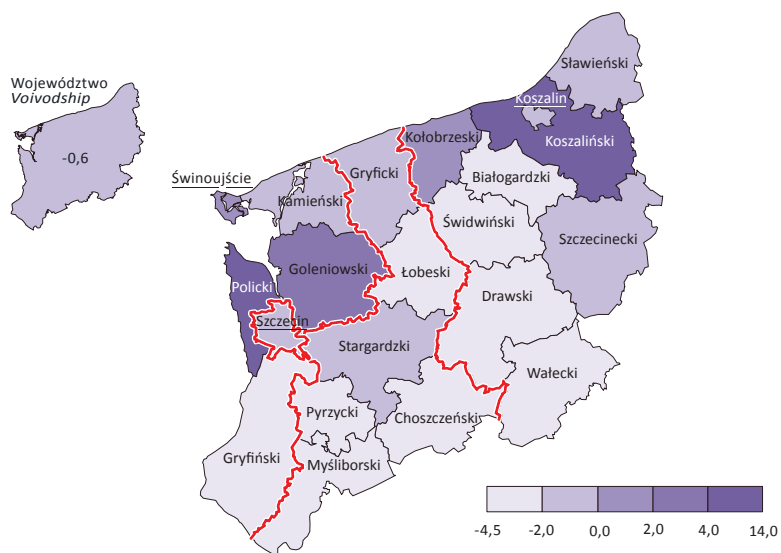 Województwo
Voivodship
-0,6
Sławieński
Koszalin
Koszaliński
Kołobrzeski
Gryficki
Białogardzki
Świnoujście
Kamieński
Świdwiński
Szczecinecki
Goleniowski
Łobeski
Policki
Drawski
Szczecin
Stargardzki
Wałecki
Pyrzycki
Choszczeński
Gryfiński
Myśliborski
-4,5 -2,0 0,0 2,0 4,0 14,0